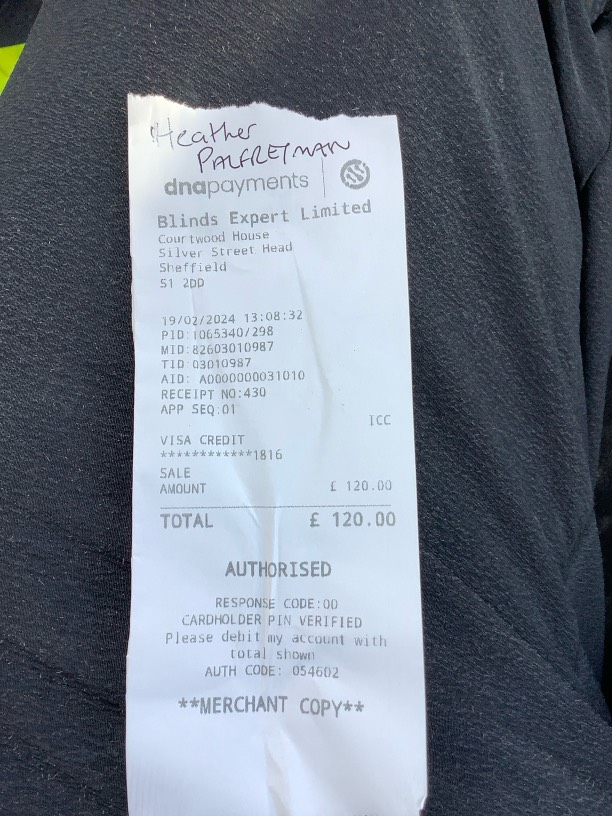 Heather
PALFREYMAN
dnapayments
Blinds Expert Limited
Courtwood House
Silver Street Head
Sheffield
S1 2DD
19/02/2024 13:08:32
PID:1065340/298
MID:82603010987
TID:03010987
AID: A0000000031010
RECEIPT NO:430
APP SEQ:01
ICC
VISA CREDIT
************1816
SALE
AMOUNT £ 120.00
TOTAL £ 120.00
AUTHORISED
RESPONSE CODE:00
CARDHOLDER PIN VERIFIED
Please debit my account with
total shown
AUTH CODE: 054602
**MERCHANT COPY**